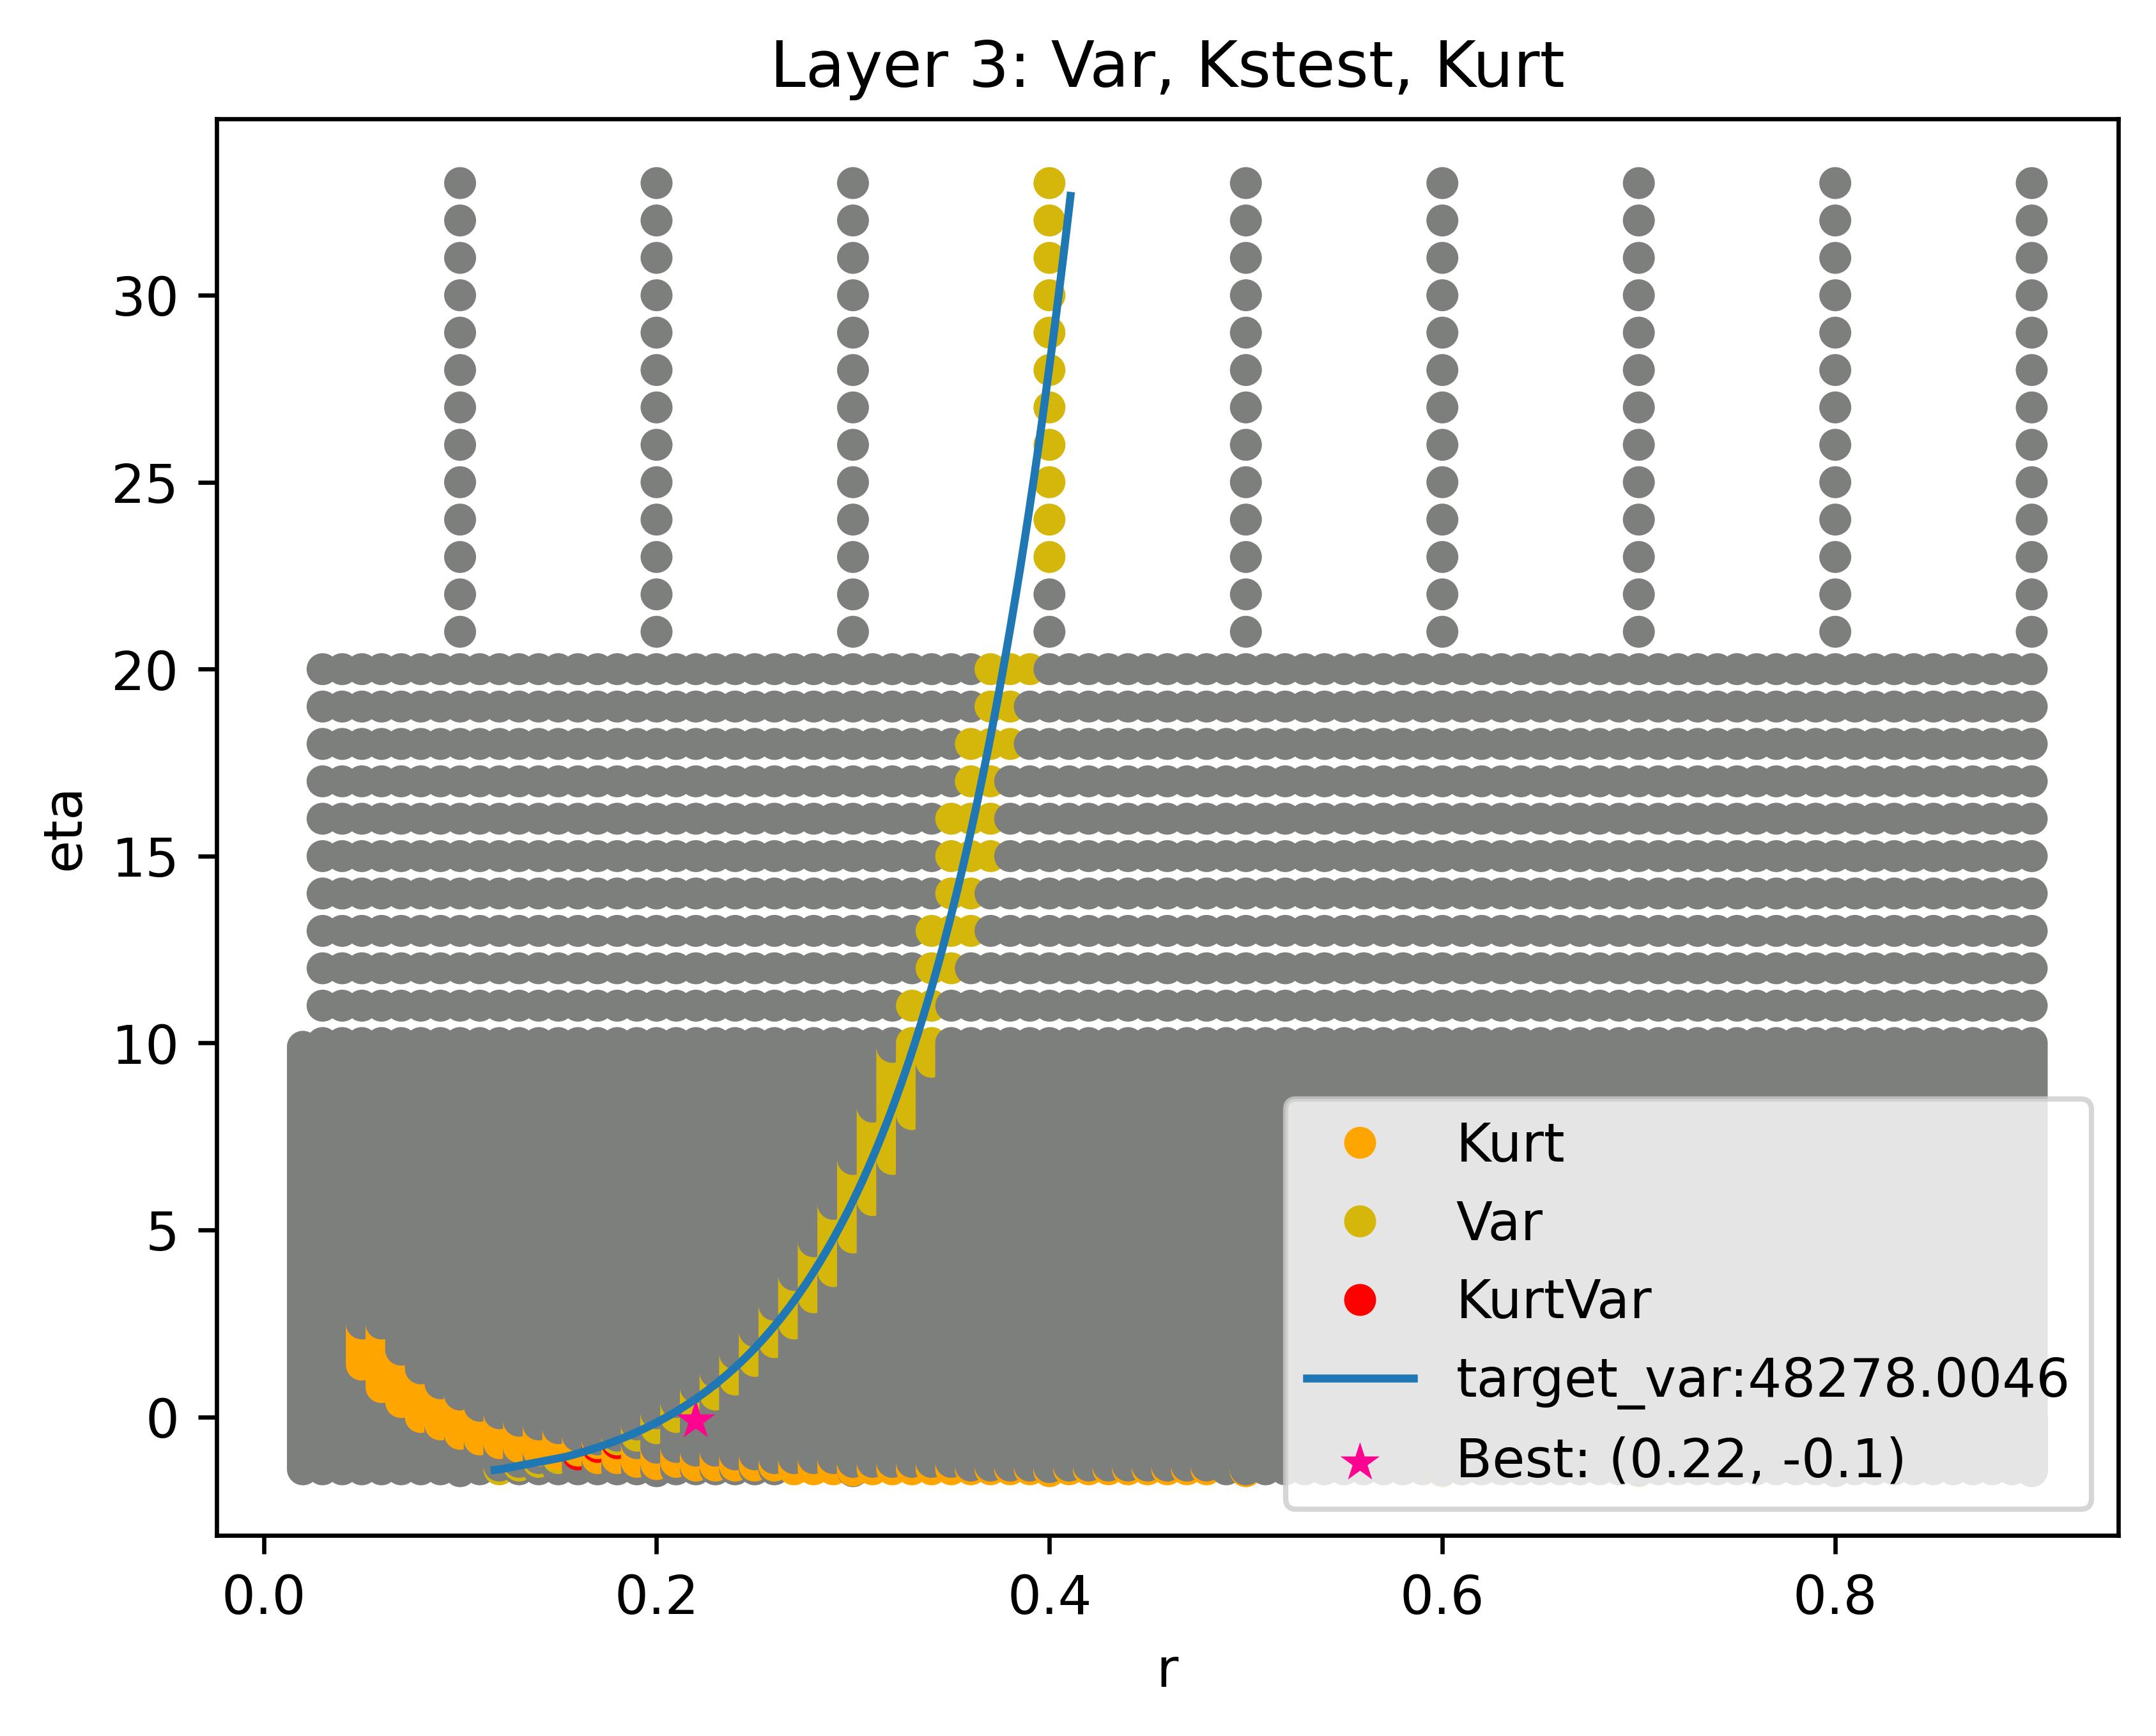 Layer 3: Var, Kstest, Kurt
30
25
20
15
10
5
0
eta
Kurt
Var
KurtVar
target_var:48278.0046
Best: (0.22, -0.1)
0.0 0.2 0.4 0.6 0.8
r